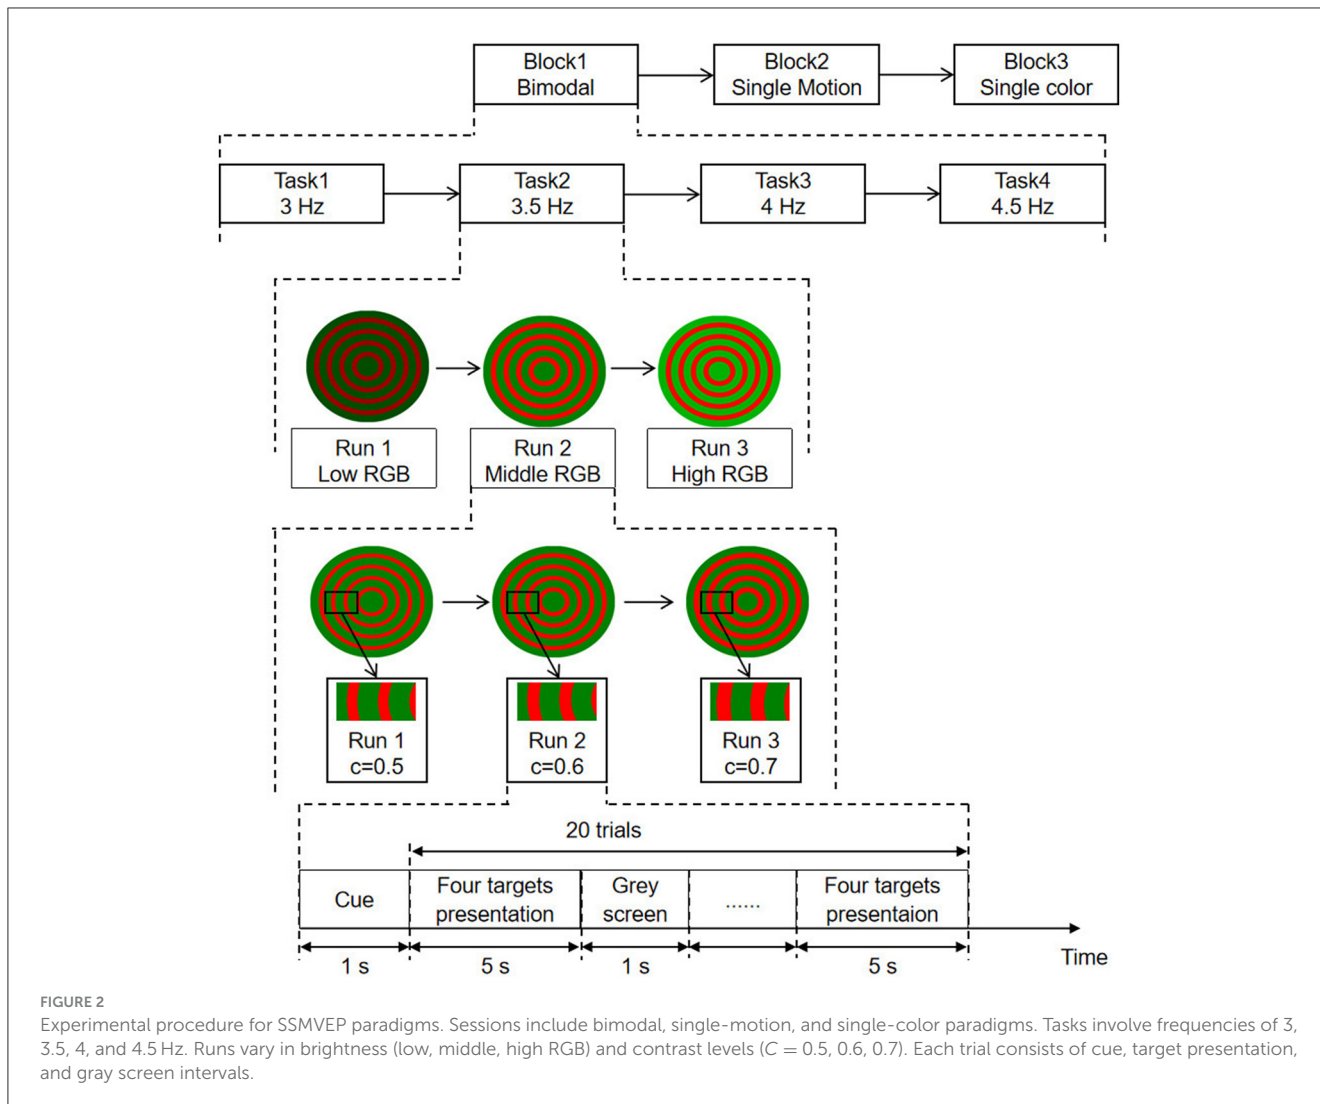 Block1
Bimodal
Block2
Single Motion
Block3
Single color
Task1
3 Hz
Task2
3.5 Hz
Task3
4 Hz
Task4
4.5 Hz
Run 1
Low RGB
Run 2
Middle RGB
Run 3
High RGB
Run 1
c=0.5
Run 2
c=0.6
Run 3
c=0.7
20 trials
Cue
Four targets
presentation
Grey
screen
......
Four targets
presentaion
1 s
5 s
1 s
5 s
Time
FIGURE 2
Experimental procedure for SSMVEP paradigms. Sessions include bimodal, single-motion, and single-color paradigms. Tasks involve frequencies of 3,
3.5, 4, and 4.5 Hz. Runs vary in brightness (low, middle, high RGB) and contrast levels (C = 0.5, 0.6, 0.7). Each trial consists of cue, target presentation,
and gray screen intervals.